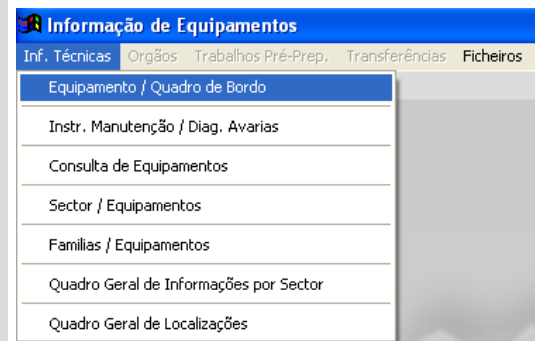 Informação de Equipamentos
Inf. Técnicas Orgãos Trabalhos Pré-Prep. Transferências Ficheiros
Equipamento / Quadro de Bordo
Instr. Manutenção / Diag. Avarias
Consulta de Equipamentos
Sector / Equipamentos
Familias / Equipamentos
Quadro Geral de Informações por Sector
Quadro Geral de Localizações